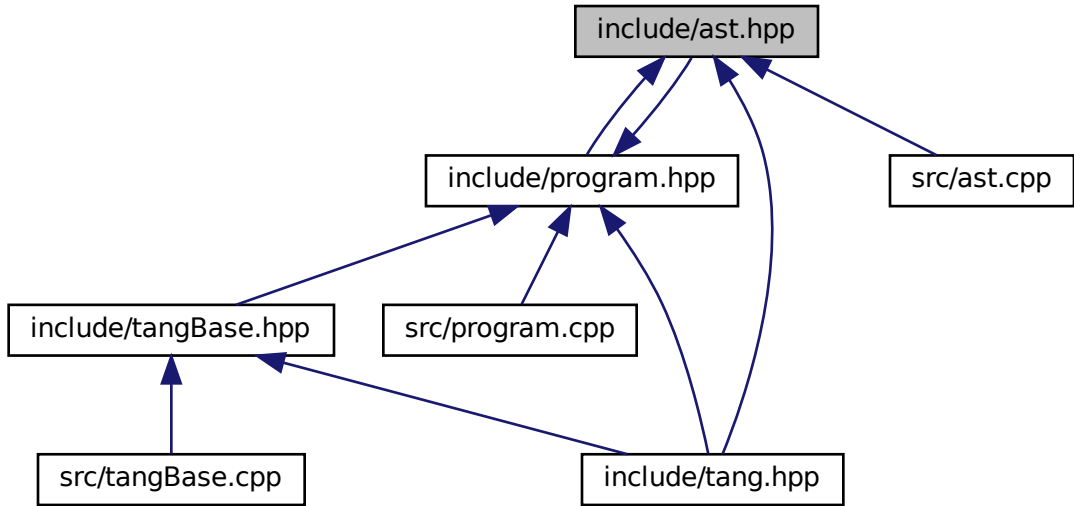 include/ast.hpp
include/program.hpp
src/ast.cpp
include/tangBase.hpp
src/program.cpp
src/tangBase.cpp
include/tang.hpp